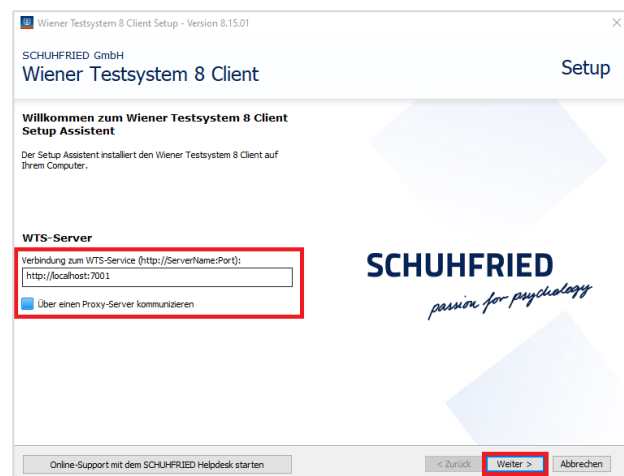 Wiener Testsystem 8 Client Setup - Version 8.15.01
SCHUHFRIED GmbH
Wiener Testsystem 8 Client
Setup
Willkommen zum Wiener Testsystem 8 Client
Setup Assistent
Der Setup Assistent installiert den Wiener Testsystem 8 Client auf
Ihrem Computer.
WTS-Server
Verbindung zum WTS-Service (http://ServerName:Port):
http://localhost:7001
Über einen Proxy-Server kommunizieren
SCHUHFRIED
passion for psychology
Online-Support mit dem SCHUHFRIED Helpdesk starten
< Zurück
Weiter >
Abbrechen